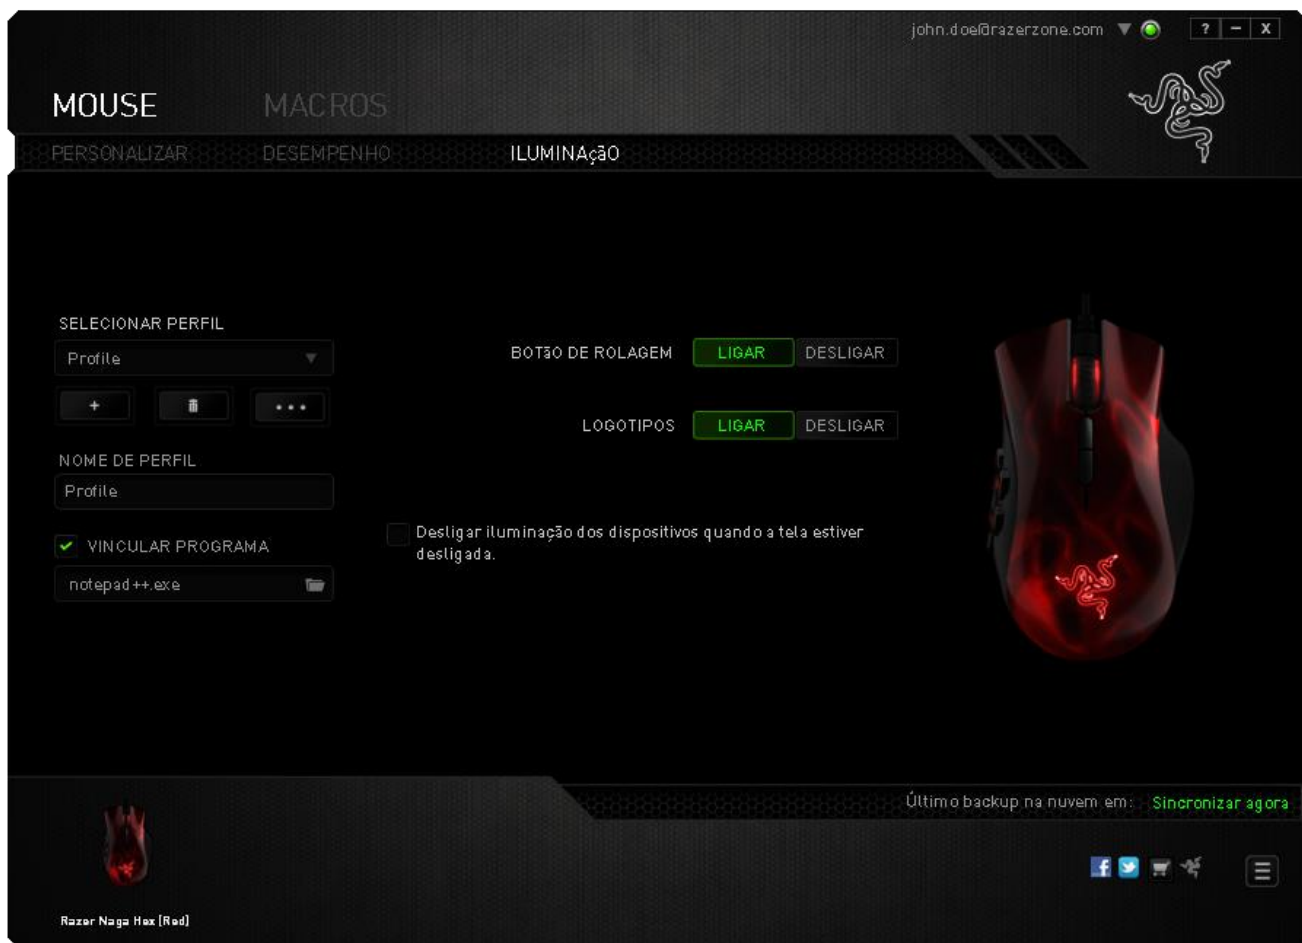 john.doe@razerzone.com
? – X
MOUSE MACROS
PERSONALIZAR DESEMPENHO ILUMINAçãO
SELECIONAR PERFIL
Profile
+ •••
NOME DE PERFIL
Profile
VINCULAR PROGRAMA
notepad++.exe
BOTãO DE ROLAGEM LIGAR DESLIGAR
LOGOTIPOS LIGAR DESLIGAR
Desligar iluminação dos dispositivos quando a tela estiver
desligada.
Último backup na nuvem em: Sincronizar agora
Razer Naga Hex [Red]